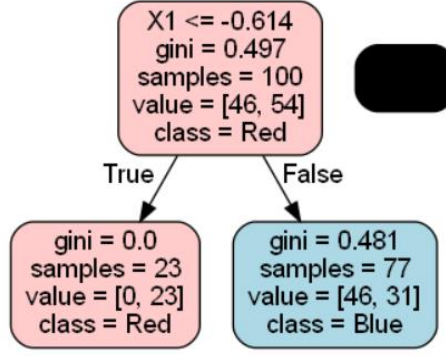 X1 <= -0.614
gini = 0.497
samples = 100
value = [46, 54]
class = Red
True
False
gini = 0.0
samples = 23
value = [0, 23]
class = Red
gini = 0.481
samples = 77
value = [46, 31]
class = Blue